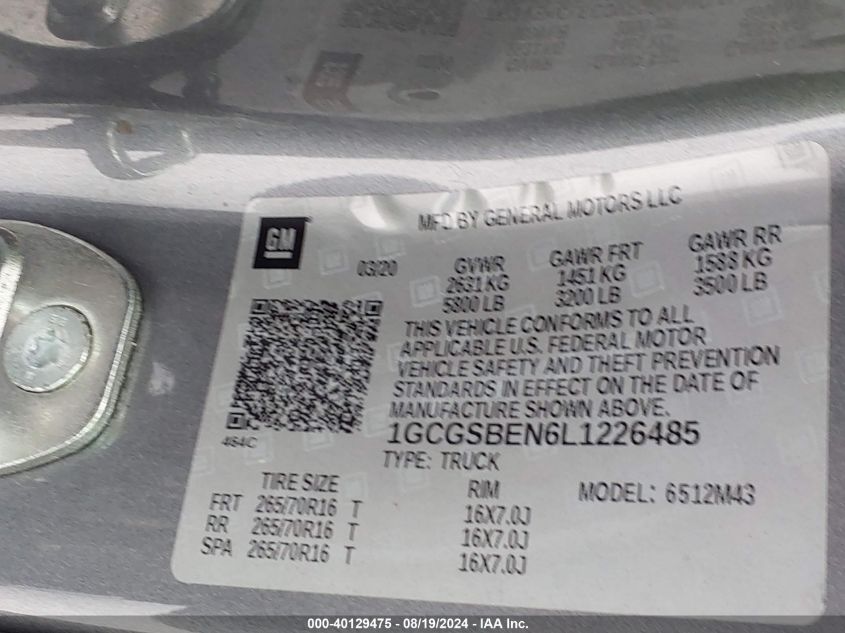 GM
MFD BY GENERAL MOTORS LLC
03/20
GVWR GAWR FRT GAWR RR
2631 KG 1451 KG 1588 KG
5800 LB 3200 LB 3500 LB
THIS VEHICLE CONFORMS TO ALL
APPLICABLE U.S. FEDERAL MOTOR
VEHICLE SAFETY AND THEFT PREVENTION
STANDARDS IN EFFECT ON THE DATE OF
MANUFACTURE SHOWN ABOVE.
484C
1GCGSBEN6L1226485
TYPE: TRUCK
TIRE SIZE RIM MODEL: 6512M43
FRT 265/70R16 T 16X7.0J
RR 265/70R16 T 16X7.0J
SPA 265/70R16 T 16X7.0J
000-40129475 - 08/19/2024 - IAA Inc.